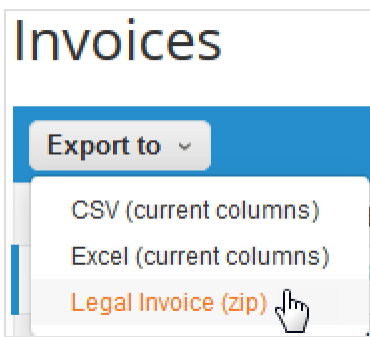 Invoices
Export to
CSV (current columns)
Excel (current columns)
Legal Invoice (zip)